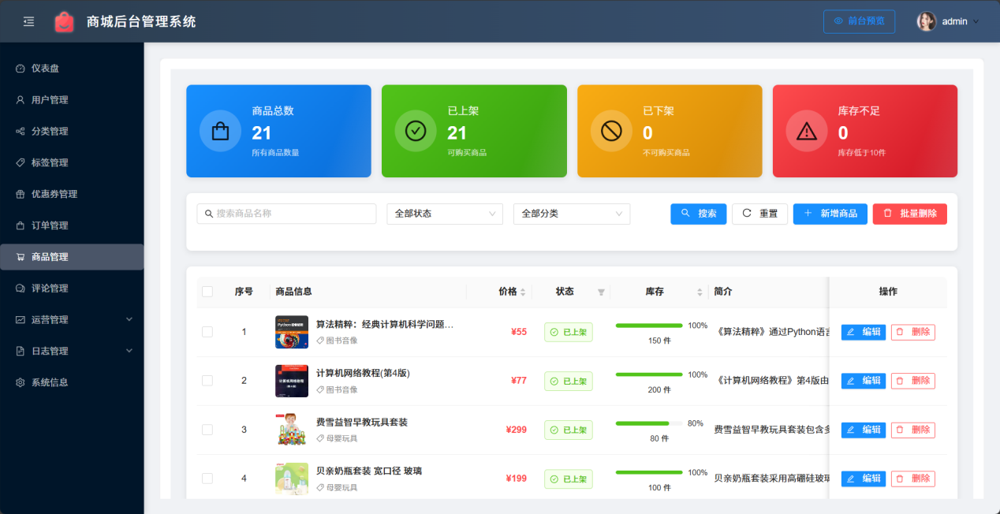 商城后台管理系统
前台预览
admin
仪表盘
用户管理
分类管理
标签管理
优惠券管理
订单管理
商品管理
评论管理
运营管理
日志管理
系统信息
商品总数
21
所有商品数量
已上架
21
可购买商品
已下架
0
不可购买商品
库存不足
0
库存低于10件
搜索商品名称
全部状态
全部分类
搜索
重置
新增商品
批量删除
序号 商品信息 价格 状态 库存 简介 操作
1 算法精粹：经典计算机科学问题... ¥55 已上架 100% 《算法精粹》通过Python语言 编辑 删除
图书音像 150 件
2 计算机网络教程(第4版) ¥77 已上架 100% 《计算机网络教程》第4版由 编辑 删除
图书音像 200 件
3 费雪益智早教玩具套装 ¥299 已上架 80% 费雪益智早教玩具套装包含多 编辑 删除
母婴玩具 80 件
4 贝亲奶瓶套装 宽口径 玻璃 ¥199 已上架 100% 贝亲奶瓶套装采用高硼硅玻璃 编辑 删除
母婴玩具 100 件